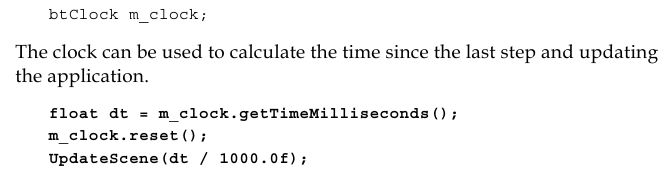 btClock m_clock;
The clock can be used to calculate the time since the last step and updating
the application.
float dt = m_clock.getTimeMilliseconds();
m_clock.reset();
UpdateScene(dt / 1000.0f);